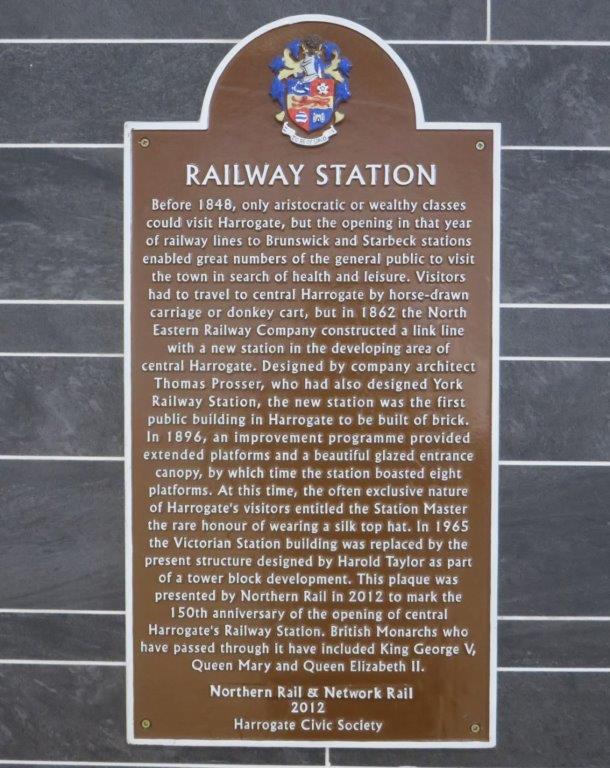 RAILWAY STATION
Before 1848, only aristocratic or wealthy classes
could visit Harrogate, but the opening in that year
of railway lines to Brunswick and Starbeck stations
enabled great numbers of the general public to visit
the town in search of health and leisure. Visitors
had to travel to central Harrogate by horse-drawn
carriage or donkey cart, but in 1862 the North
Eastern Railway Company constructed a link line
with a new station in the developing area of
central Harrogate. Designed by company architect
Thomas Prosser, who had also designed York
Railway Station, the new station was the first
public building in Harrogate to be built of brick.
In 1896, an improvement programme provided
extended platforms and a beautiful glazed entrance
canopy, by which time the station boasted eight
platforms. At this time, the often exclusive nature
of Harrogate's visitors entitled the Station Master
the rare honour of wearing a silk top hat. In 1965
the Victorian Station building was replaced by the
present structure designed by Harold Taylor as part
of a tower block development. This plaque was
presented by Northern Rail in 2012 to mark the
150th anniversary of the opening of central
Harrogate's Railway Station. British Monarchs who
have passed through it have included King George V,
Queen Mary and Queen Elizabeth II.
Northern Rail & Network Rail
2012
Harrogate Civic Society